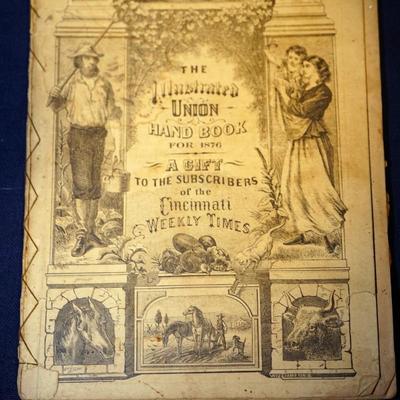 THE
Illustrated
UNION
HAND BOOK
FOR 1876
A GIFT
TO THE SUBSCRIBERS
of the
Cincinnati
WEEKLY TIMES